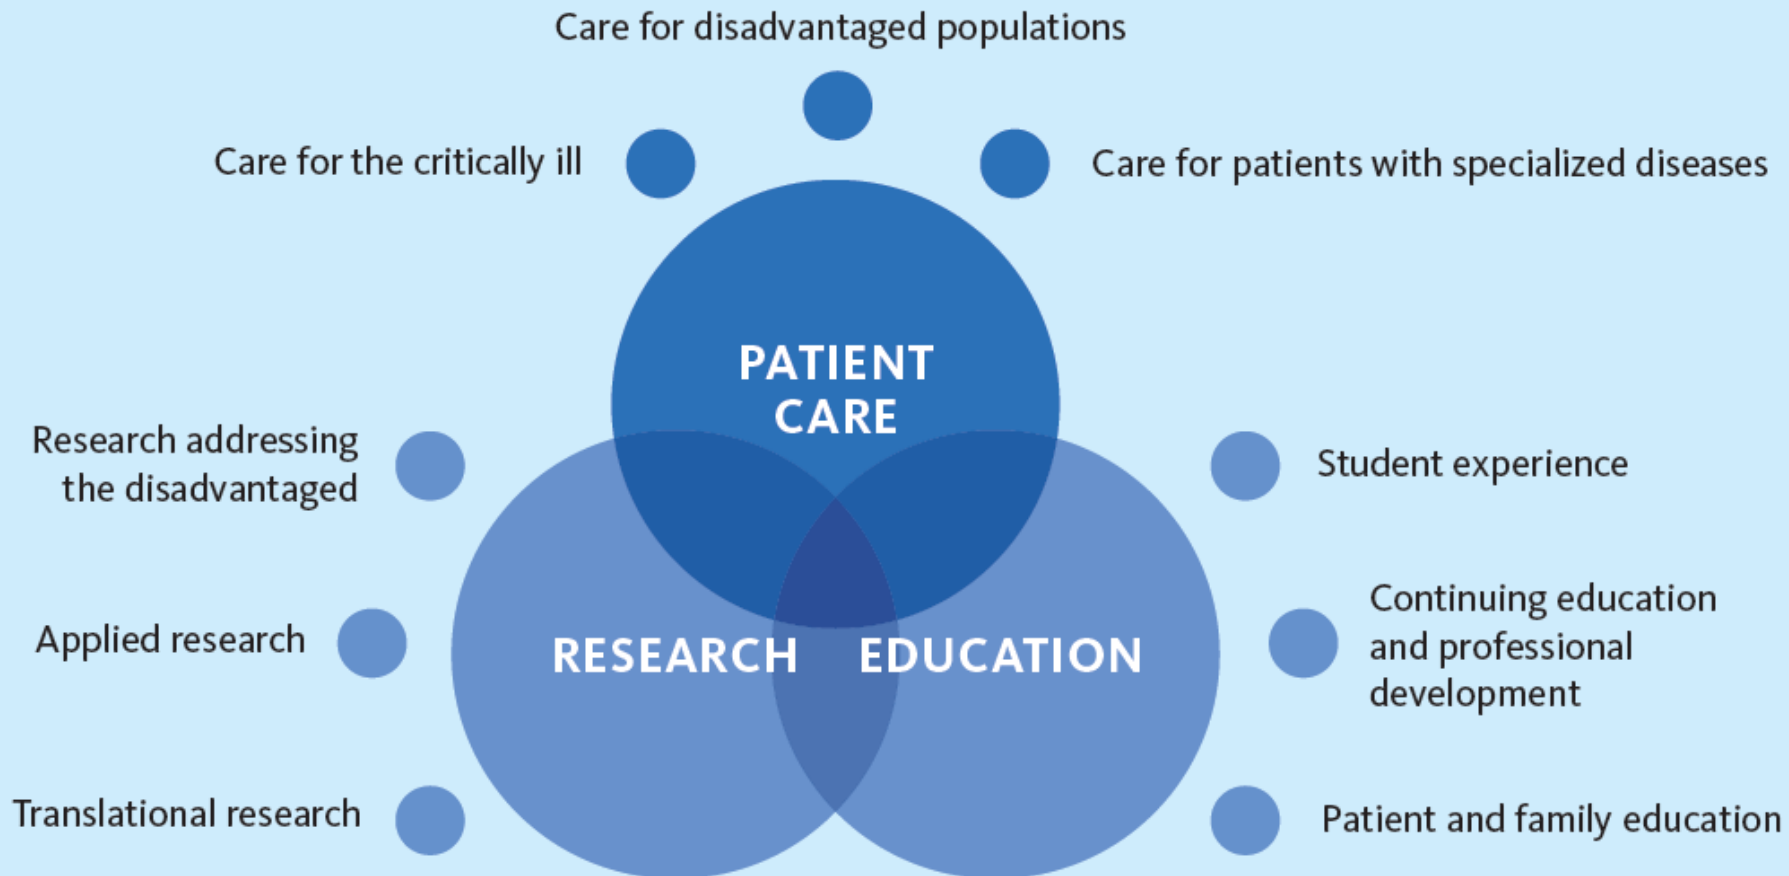 Care for disadvantaged populations
Care for the critically ill
Care for patients with specialized diseases
PATIENT
CARE
Research addressing
the disadvantaged
Student experience
Applied research
RESEARCH
EDUCATION
Continuing education
and professional
development
Translational research
Patient and family education